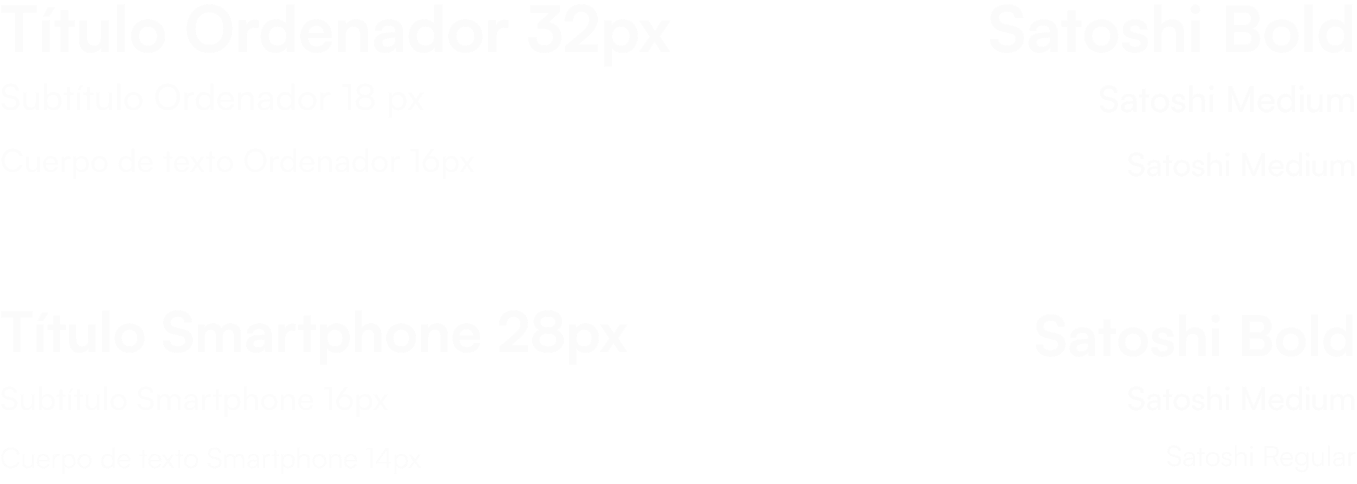 Título Ordenador 32px Satoshi Bold
Subtítulo Ordenador 18 px Satoshi Medium
Cuerpo de texto Ordenador 16px Satoshi Medium
Título Smartphone 28px Satoshi Bold
Subtítulo Smartphone 16px Satoshi Medium
Cuerpo de texto Smartphone 14px Satoshi Regular